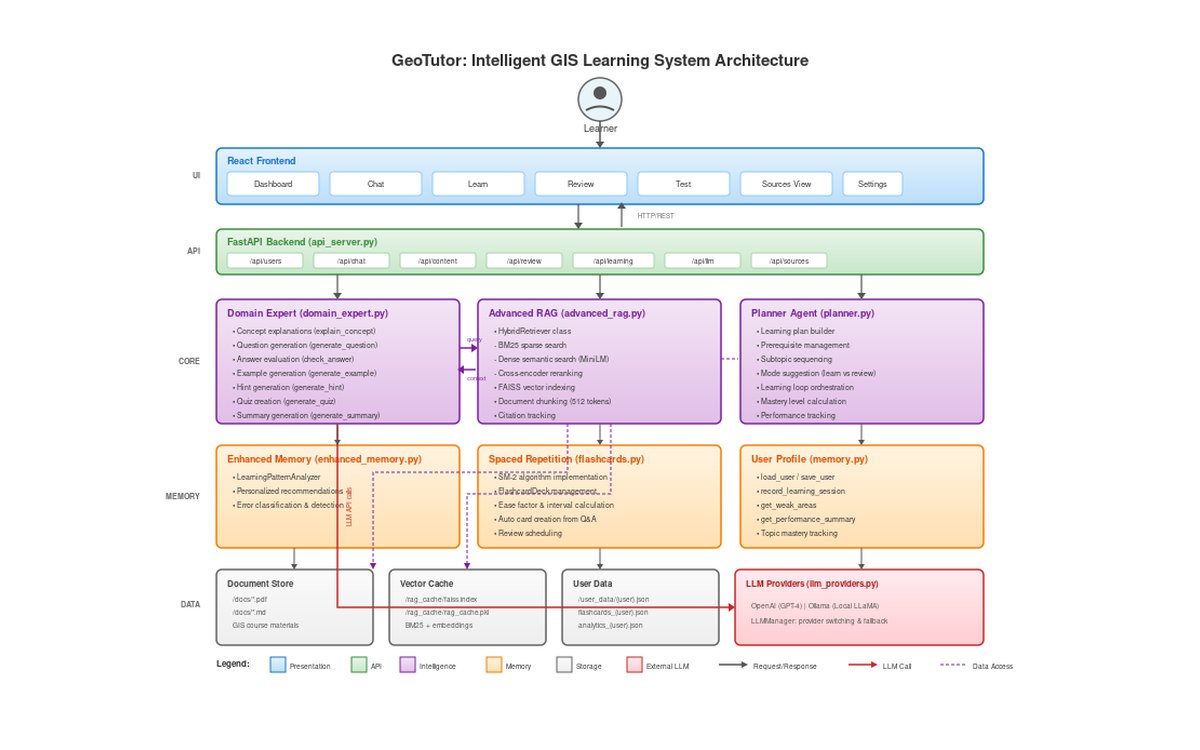 GeoTutor: Intelligent GIS Learning System Architecture
Learner
UI
React Frontend
Dashboard
Chat
Learn
Review
Test
Sources View
Settings
HTTP/REST
API
FastAPI Backend (api_server.py)
/api/users
/api/chat
/api/content
/api/review
/api/learning
/api/llm
/api/sources
CORE
Domain Expert (domain_expert.py)
• Concept explanations (explain_concept)
• Question generation (generate_question)
• Answer evaluation (check_answer)
• Example generation (generate_example)
• Hint generation (generate_hint)
• Quiz creation (generate_quiz)
• Summary generation (generate_summary)
query
context
Advanced RAG (advanced_rag.py)
• HybridRetriever class
- BM25 sparse search
- Dense semantic search (MiniLM)
- Cross-encoder reranking
• FAISS vector indexing
• Document chunking (512 tokens)
• Citation tracking
Planner Agent (planner.py)
• Learning plan builder
• Prerequisite management
• Subtopic sequencing
• Mode suggestion (learn vs review)
• Learning loop orchestration
• Mastery level calculation
• Performance tracking
MEMORY
Enhanced Memory (enhanced_memory.py)
• LearningPatternAnalyzer
• Personalized recommendations
• Error classification & detection
LLM API calls
Spaced Repetition (flashcards.py)
• SM-2 algorithm implementation
• FlashcardDeck management
• Ease factor & interval calculation
• Auto card creation from Q&A
• Review scheduling
User Profile (memory.py)
• load_user / save_user
• record_learning_session
• get_weak_areas
• get_performance_summary
• Topic mastery tracking
DATA
Document Store
/docs/*.pdf
/docs/*.md
GIS course materials
Vector Cache
/rag_cache/faiss.index
/rag_cache/rag_cache.pkl
BM25 + embeddings
User Data
/user_data/{user}.json
flashcards_{user}.json
analytics_{user}.json
LLM Providers (llm_providers.py)
OpenAI (GPT-4) | Ollama (Local LLaMA)
LLMManager: provider switching & fallback
Legend:
Presentation
API
Intelligence
Memory
Storage
External LLM
Request/Response
LLM Call
Data Access